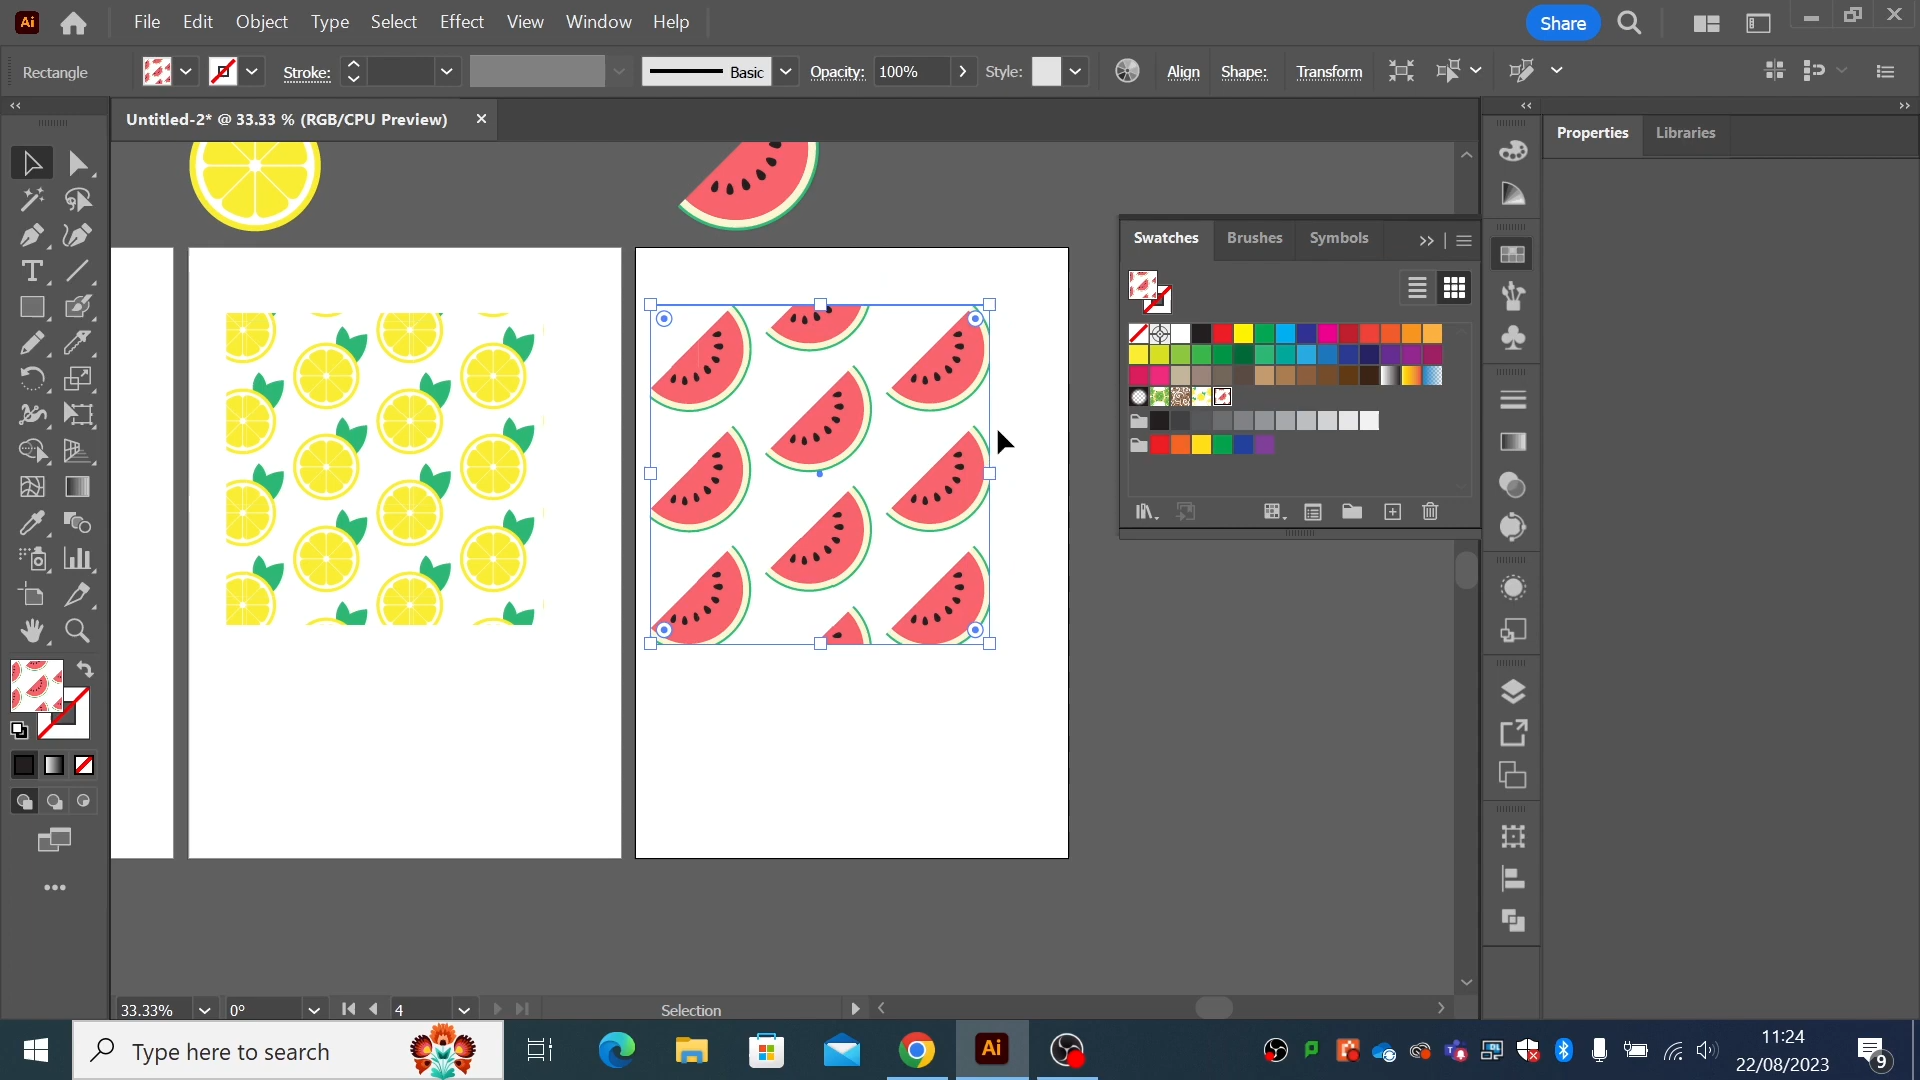 Ai File Edit Object Type Select Effect View Window Help Share
Rectangle Stroke: Basic Opacity: 100% Style: Align Shape: Transform
Untitled-2* @ 33.33 % (RGB/CPU Preview)
Properties Libraries
Swatches Brushes Symbols
33.33% 0° 4 Selection
Type here to search
Ai
11:24
22/08/2023
9